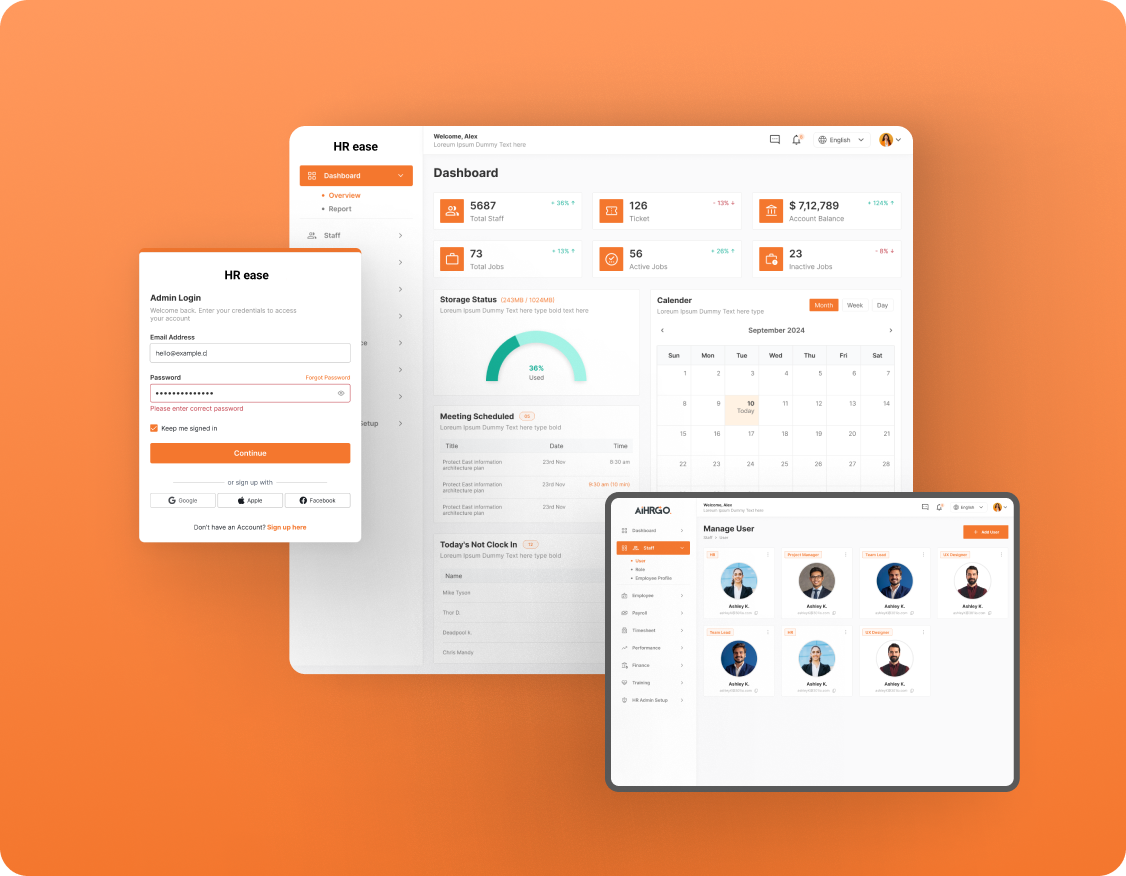 HR ease
Dashboard
Overview
Report
Staff
Setup
Welcome, Alex
Loreum Ipsum Dummy Text here
English
Dashboard
5687
Total Staff
+ 36% ↑
126
Ticket
- 13% ↓
$ 7,12,789
Account Balance
+ 124% ↑
73
Total Jobs
+ 13% ↑
56
Active Jobs
+ 26% ↑
23
Inactive Jobs
- 8% ↓
Storage Status (243MB / 1024MB)
Loreum Ipsum Dummy Text here type bold text here
36%
Used
Meeting Scheduled 05
Loreum Ipsum Dummy Text here type bold
Title Date Time
Protect East information architecture plan
23rd Nov 9:30 am
Protect East information architecture plan
23rd Nov 9:30 am (10 min)
Protect East information architecture plan
23rd Nov
Today's Not Clock In 12
Loreum Ipsum Dummy Text here type bold
Name
Mike Tyson
Thor D.
Deadpool k.
Chris Mandy
Calender
Loreum Ipsum Dummy Text here type
Month Week Day
September 2024
Sun Mon Tue Wed Thu Fri Sat
1 2 3 4 5 6 7
8 9 10 11 12 13 14
Today
15 16 17 18 19 20 21
22 23 24 25 26 27 28
HR ease
Admin Login
Welcome back. Enter your credentials to access
your account
Email Address
hello@example.c
Password Forgot Password
Please enter correct password
Keep me signed in
Continue
or sign up with
Google Apple Facebook
Don't have an Account? Sign up here
AiHRGO.
Dashboard
Staff
User
Role
Employee Profile
Employee
Payroll
Timesheet
Performance
Finance
Training
HR Admin Setup
Welcome, Alex
Loreum Ipsum Dummy Text here
English
Manage User
Staff > User
+ Add User
HR
Ashley K.
Project Manager
Ashley K.
Team Lead
Ashley K.
UX Designer
Ashley K.
Team Lead
Ashley K.
HR
Ashley K.
UX Designer
Ashley K.